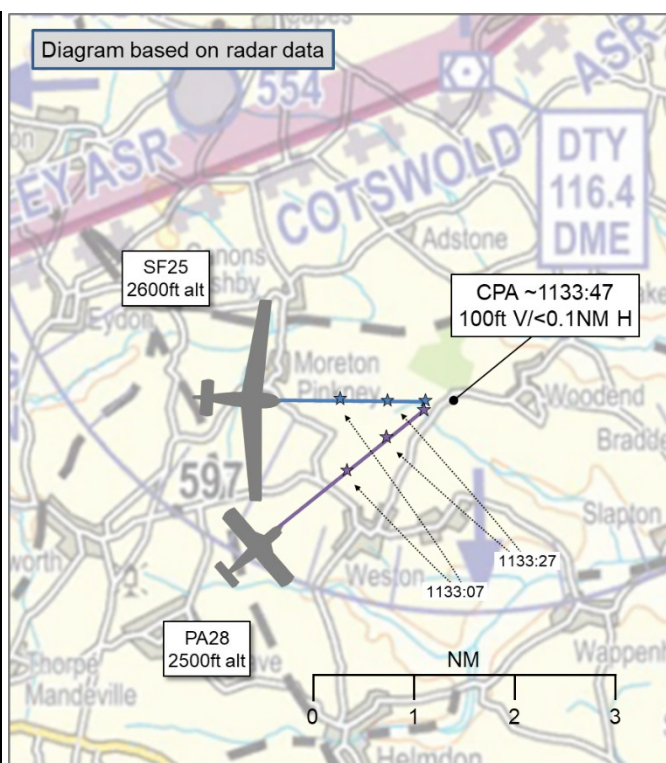 Diagram based on radar data
554
ASR
EY ASR
COTSWOLD
DTY
116.4
DME
Adstone
SF25
2600ft alt
Eydon
CPA ~1133:47
100ft V/<0.1NM H
Moreton
Pinkney
Woodend
597
Slapton
1133:27
Weston
1133:07
PA28
2500ft alt
NM
Wappenh
Thorpe
Mandeville
0
1
2
3
Helmdon